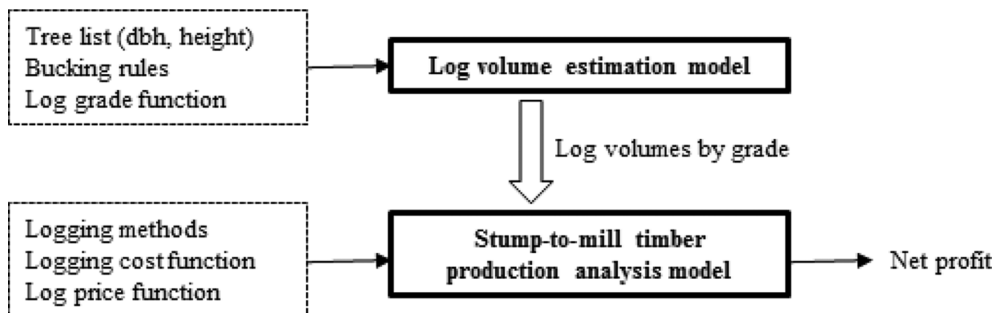 Tree list (dbh, height)
Bucking rules
Log grade function
Log volume estimation model
Log volumes by grade
Logging methods
Logging cost function
Log price function
Stump-to-mill timber
production analysis model
Net profit